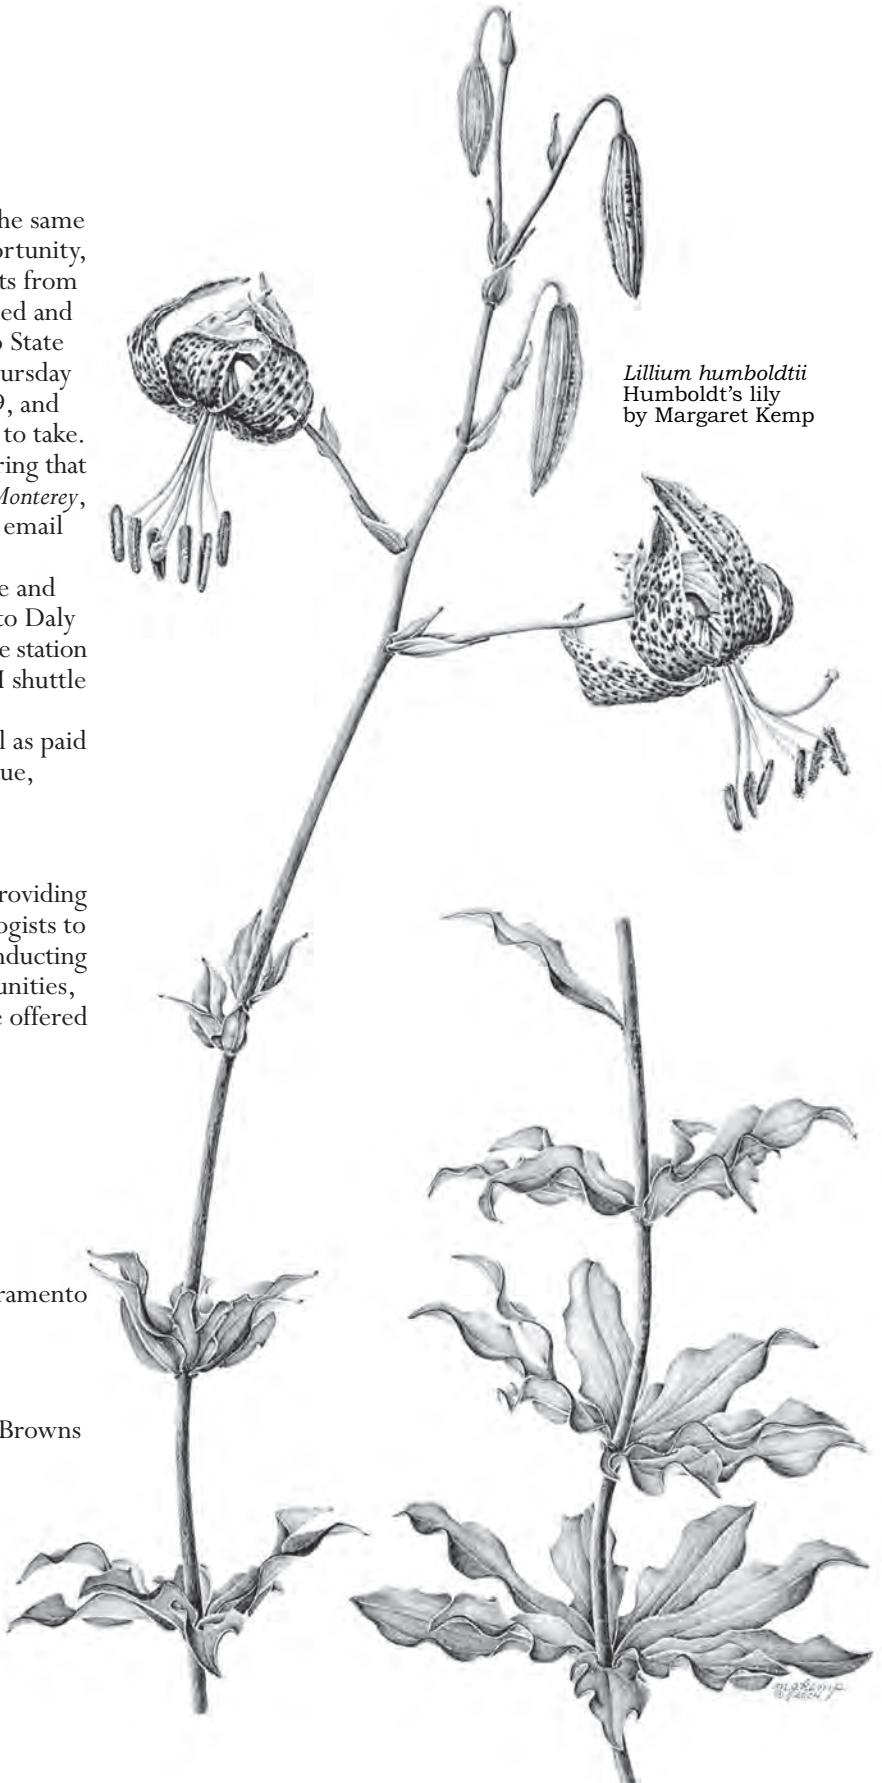 he same
ortunity,
ts from
ed and
o State
ursday
9, and
to take.
ring that
Monterey,
email
e and
to Daly
e station
I shuttle
l as paid
ue,
roviding
ogists to
nducting
unities,
e offered
ramento
Browns
Lillium humboldtii
Humboldt's lily
by Margaret Kemp
makemp